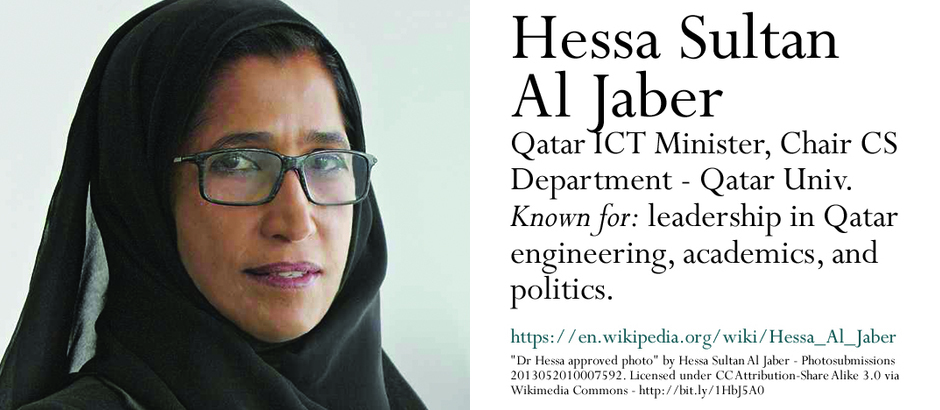 Hessa Sultan
Al Jaber
Qatar ICT Minister, Chair CS
Department - Qatar Univ.
Known for: leadership in Qatar
engineering, academics, and
politics.
https://en.wikipedia.org/wiki/Hessa_Al_Jaber
"Dr Hessa approved photo" by Hessa Sultan Al Jaber - Photosubmissions
2013052010007592. Licensed under CC Attribution-Share Alike 3.0 via
Wikimedia Commons - http://bit.ly/1HbJ5A0